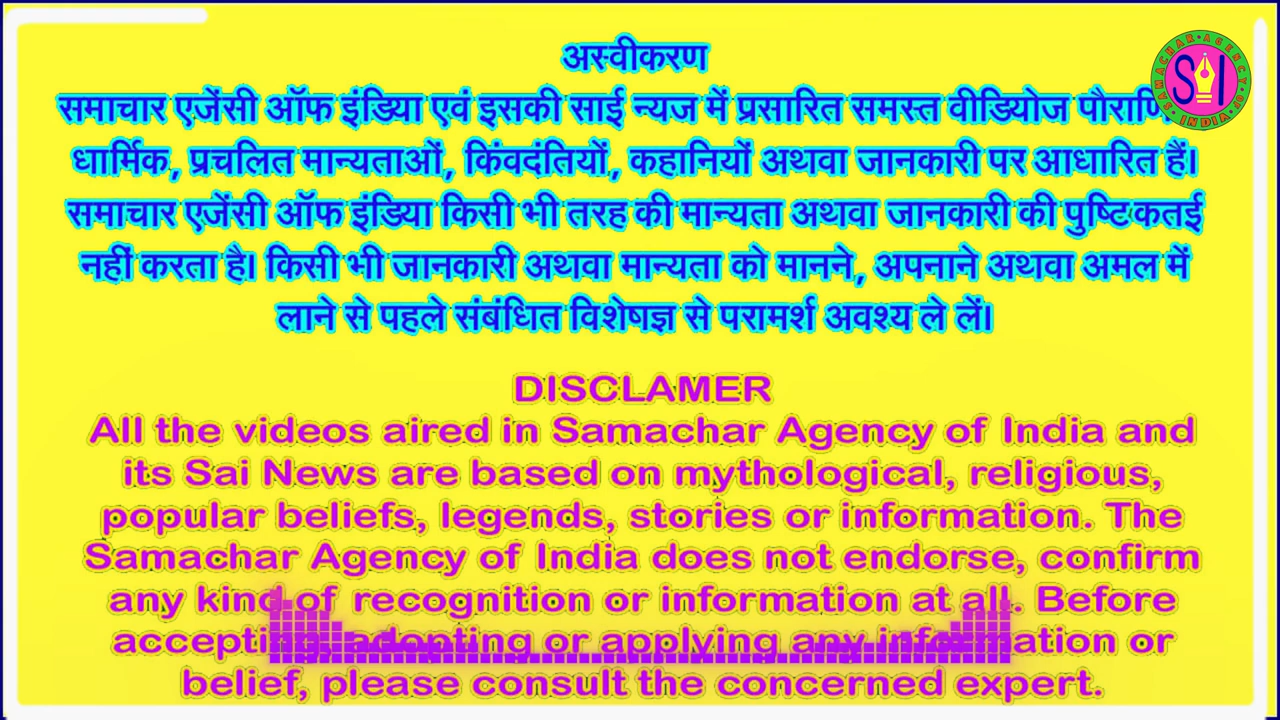 अस्वीकरण
समाचार एजेंसी ऑफ इंडिया एवं इसकी साई न्यज में प्रसारित समस्त वीडियोज
धार्मिक, प्रचलित मान्यताओं, किंवदंतियों, कहानियों अथवा जानकारी पर आधारित हैं।
समाचार एजेंसी ऑफ इंडिया किसी भी तरह की मान्यता अथवा जानकारी की पुष्टि कतई
नहीं करता है। किसी भी जानकारी अथवा मान्यता को मानने, अपनाने अथवा अमल में
लाने से पहले संबंधित विशेषज्ञ से परामर्श अवश्य ले लें।
DISCLAMER
All the videos aired in Samachar Agency of India and
its Sai News are based on mythological, religious,
popular beliefs, legends, stories or information. The
Samachar Agency of India does not endorse, confirm
any kind of recognition or information at all. Before
accepting, adopting or applying any information or
belief, please consult the concerned expert.
SAMACHAR AGENCY OF INDIA
SAI